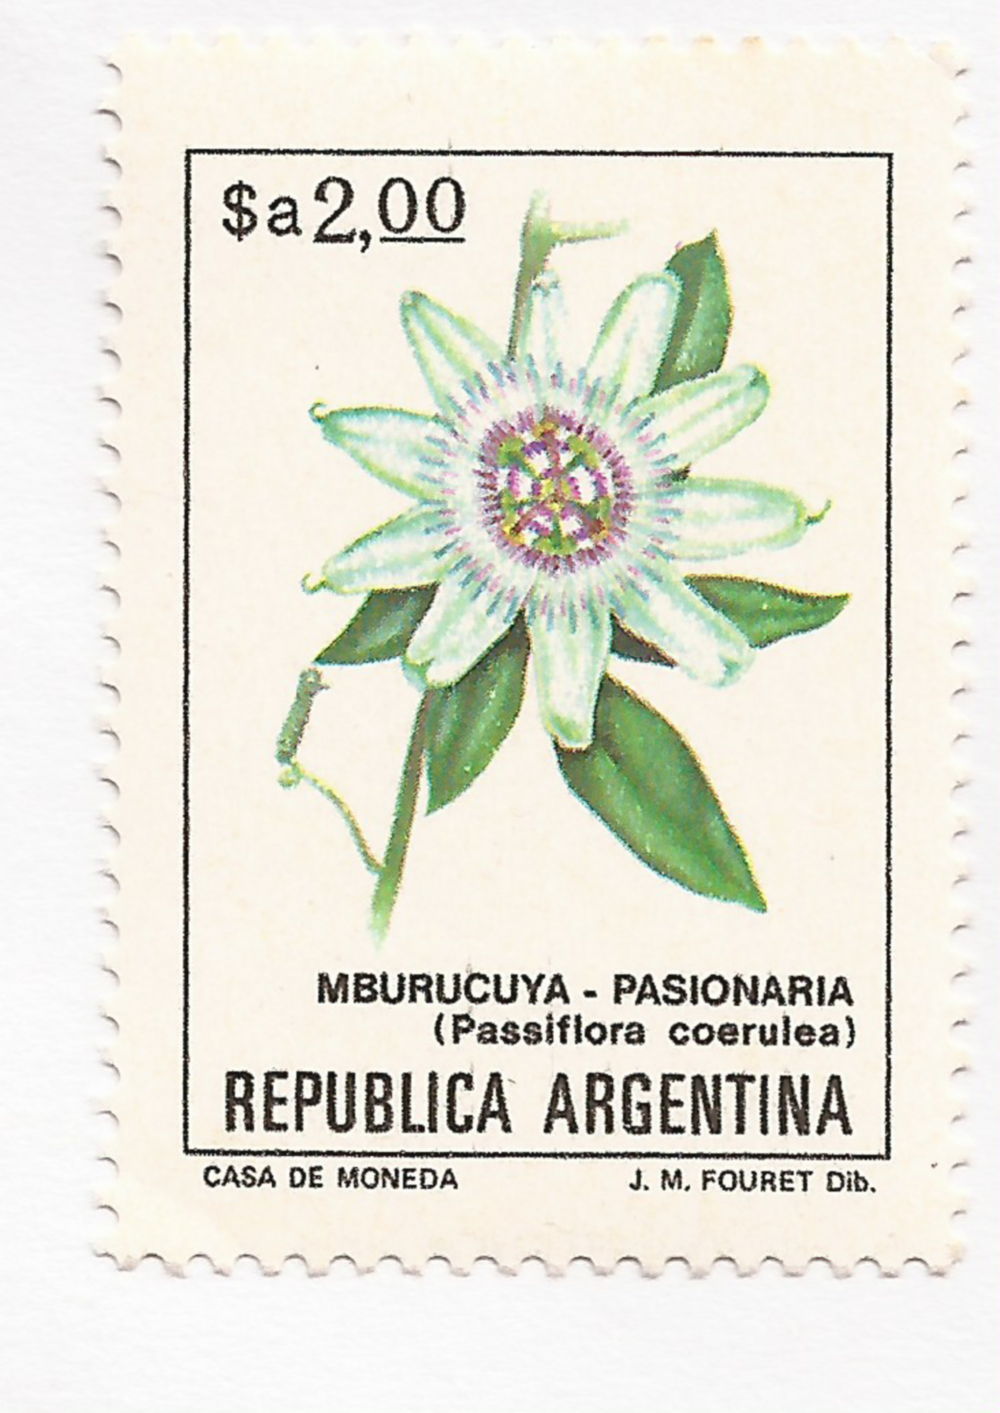 $a2,00
MBURUCUYA - PASIONARIA
(Passiflora coerulea)
REPUBLICA ARGENTINA
CASA DE MONEDA J. M. FOURET Dib.